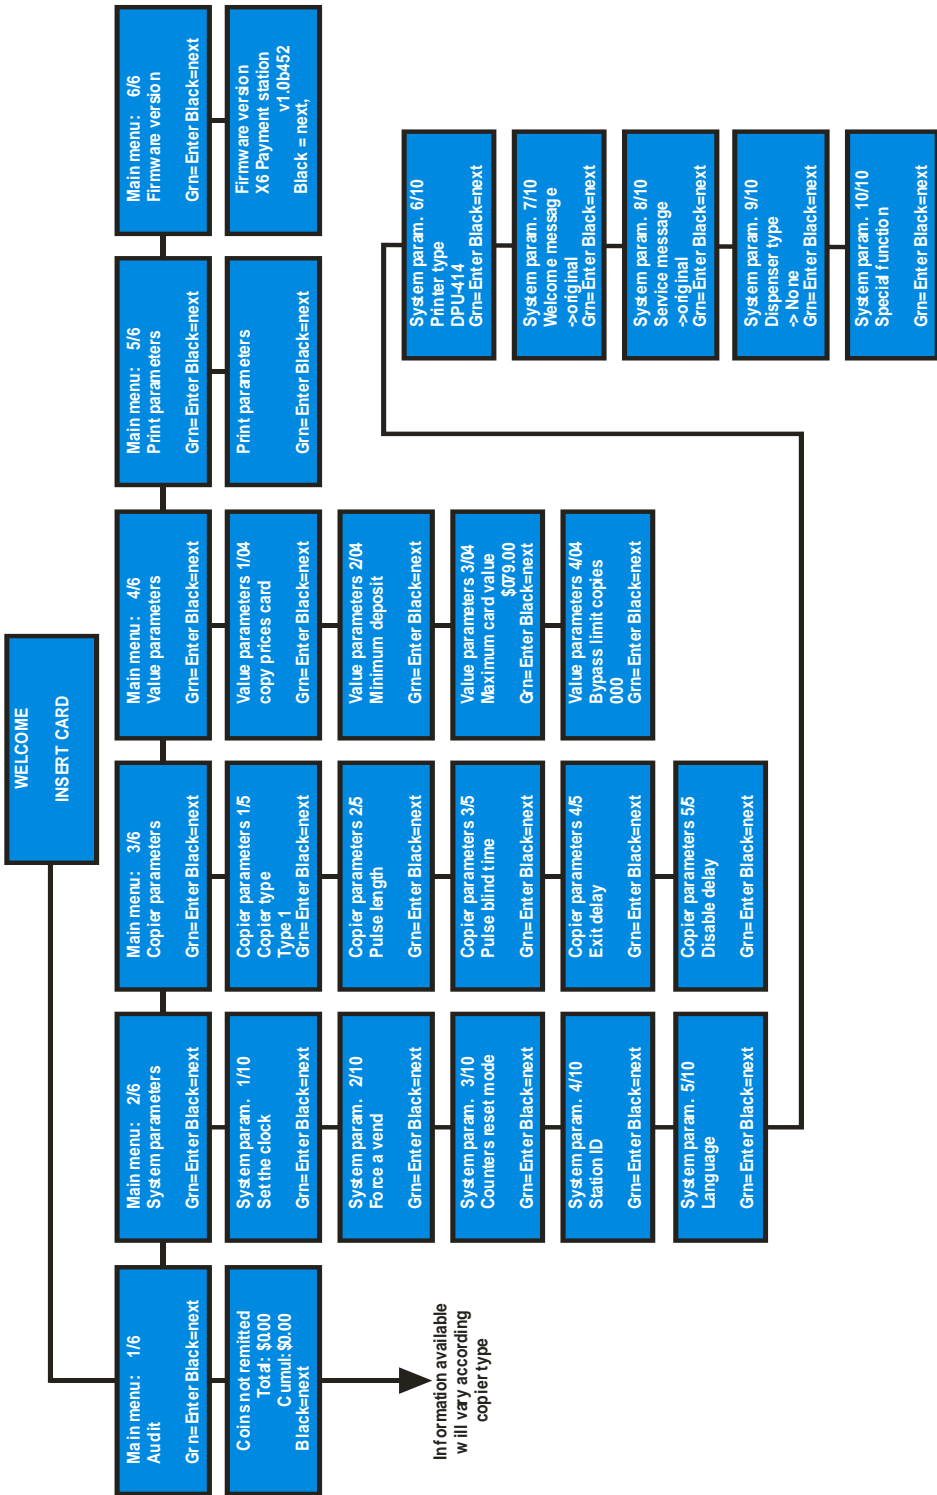 WELCOME
INSERT CARD
Main menu: 1/6
Audit
Grn=Enter Black=next
Coins not remitted
Total: $0.00
Cumul: $0.00
Black=next
Information available
will vary according
copier type
Main menu: 2/6
System parameters
Grn=Enter Black=next
System param. 1/10
Set the clock
Grn=Enter Black=next
System param. 2/10
Force a vend
Grn=Enter Black=next
System param. 3/10
Counters reset mode
Grn=Enter Black=next
System param. 4/10
Station ID
Grn=Enter Black=next
System param. 5/10
Language
Grn=Enter Black=next
System param. 6/10
Printer type
DPU-414
Grn=Enter Black=next
System param. 7/10
Welcome message
->original
Grn=Enter Black=next
System param. 8/10
Service message
->original
Grn=Enter Black=next
System param. 9/10
Dispenser type
-> None
Grn=Enter Black=next
System param. 10/10
Special function
Grn=Enter Black=next
Main menu: 3/6
Copier parameters
Grn=Enter Black=next
Copier parameters 1/5
Copier type
Type 1
Grn=Enter Black=next
Copier parameters 2/5
Pulse length
Grn=Enter Black=next
Copier parameters 3/5
Pulse blind time
Grn=Enter Black=next
Copier parameters 4/5
Exit delay
Grn=Enter Black=next
Copier parameters 5/5
Disable delay
Grn=Enter Black=next
Main menu: 4/6
Value parameters
Grn=Enter Black=next
Value parameters 1/04
copy prices card
Grn=Enter Black=next
Value parameters 2/04
Minimum deposit
Grn=Enter Black=next
Value parameters 3/04
Maximum card value
$079.00
Grn=Enter Black=next
Value parameters 4/04
Bypass limit copies
000
Grn=Enter Black=next
Main menu: 5/6
Print parameters
Grn=Enter Black=next
Print parameters
Grn=Enter Black=next
Main menu: 6/6
Firmware version
Grn=Enter Black=next
Firmware version
X6 Payment station
v1.0b452
Black = next,